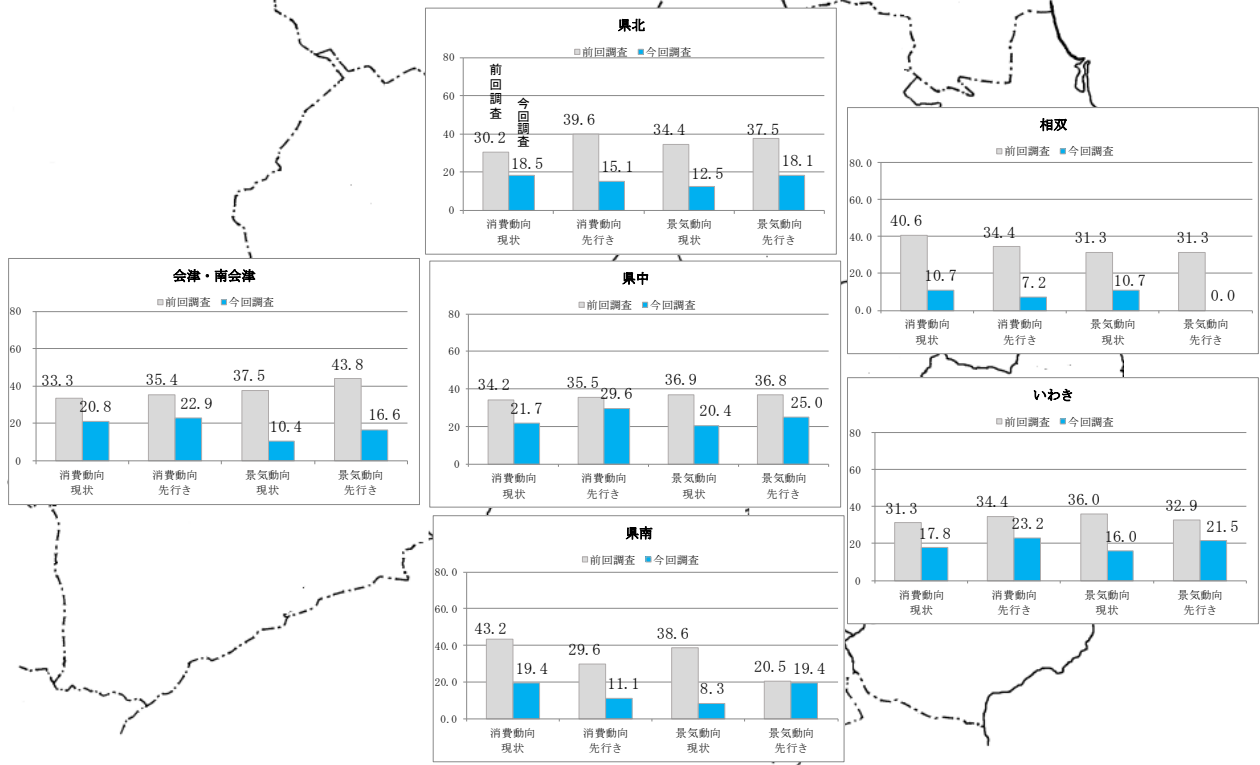 県北
前回調査 今回調査
前回調査
今回調査
80
60
40
20
0
30.2 18.5 39.6 15.1 34.4 12.5 37.5 18.1
消費動向 消費動向 景気動向 景気動向
現状 先行き 現状 先行き
相双
前回調査 今回調査
80.0
60.0
40.0
20.0
0.0
40.6 10.7 34.4 7.2 31.3 10.7 31.3 0.0
消費動向 消費動向 景気動向 景気動向
現状 先行き 現状 先行き
会津・南会津
前回調査 今回調査
80
60
40
20
0
33.3 20.8 35.4 22.9 37.5 10.4 43.8 16.6
消費動向 消費動向 景気動向 景気動向
現状 先行き 現状 先行き
県中
前回調査 今回調査
80
60
40
20
0
34.2 21.7 35.5 29.6 36.9 20.4 36.8 25.0
消費動向 消費動向 景気動向 景気動向
現状 先行き 現状 先行き
いわき
前回調査 今回調査
80
60
40
20
0
31.3 17.8 34.4 23.2 36.0 16.0 32.9 21.5
消費動向 消費動向 景気動向 景気動向
現状 先行き 現状 先行き
県南
前回調査 今回調査
80.0
60.0
40.0
20.0
0.0
43.2 19.4 29.6 11.1 38.6 8.3 20.5 19.4
消費動向 消費動向 景気動向 景気動向
現状 先行き 現状 先行き